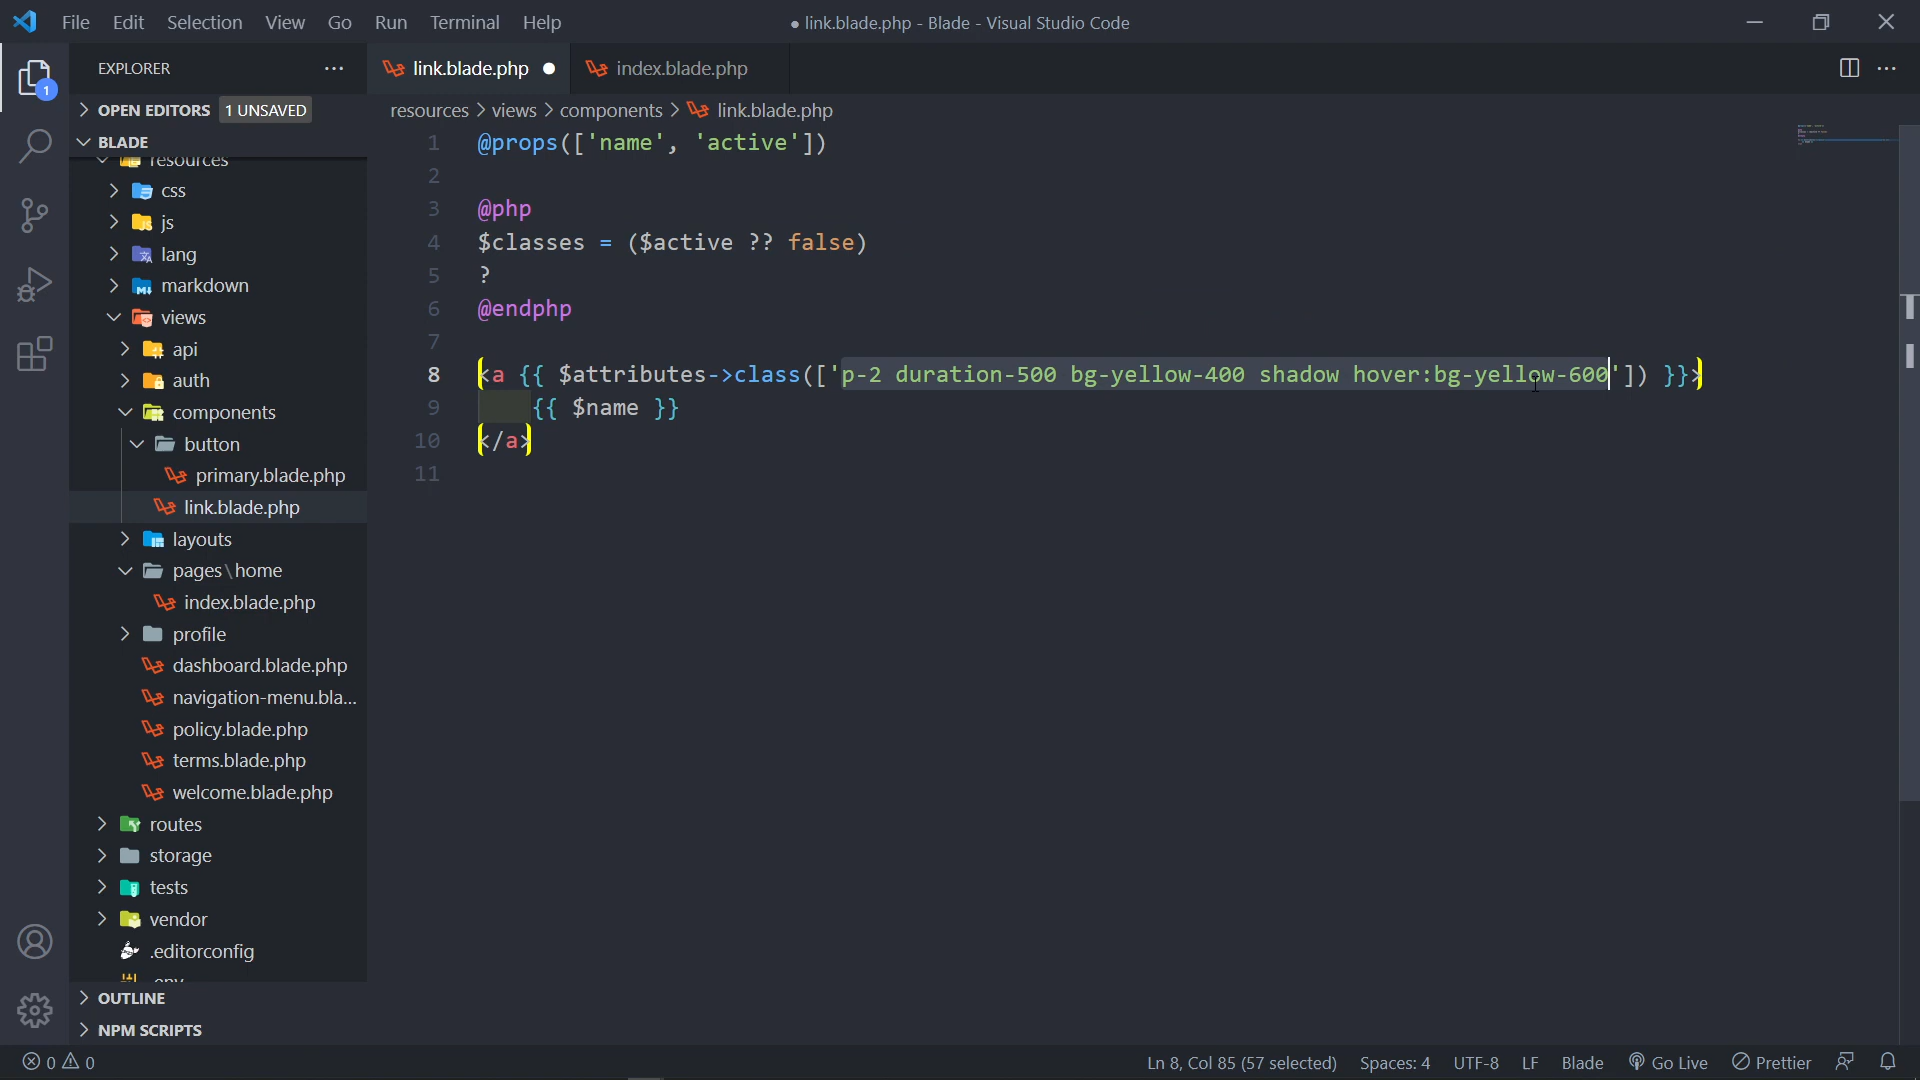 File Edit Selection View Go Run Terminal Help
● link.blade.php - Blade - Visual Studio Code
EXPLORER
link.blade.php
index.blade.php
1
OPEN EDITORS 1 UNSAVED
resources > views > components > link.blade.php
BLADE
resources
css
js
lang
markdown
views
api
auth
components
button
primary.blade.php
link.blade.php
layouts
pages\home
index.blade.php
profile
dashboard.blade.php
navigation-menu.bla...
policy.blade.php
terms.blade.php
welcome.blade.php
routes
storage
tests
vendor
.editorconfig
.env
OUTLINE
NPM SCRIPTS
1 @props(['name', 'active'])
2
3 @php
4 $classes = ($active ?? false)
5 ?
6 @endphp
7
8 <a {{ $attributes->class(['p-2 duration-500 bg-yellow-400 shadow hover:bg-yellow-600']) }}>
9 {{ $name }}
10 </a>
11
0 0
Ln 8, Col 85 (57 selected) Spaces: 4 UTF-8 LF Blade Go Live Prettier